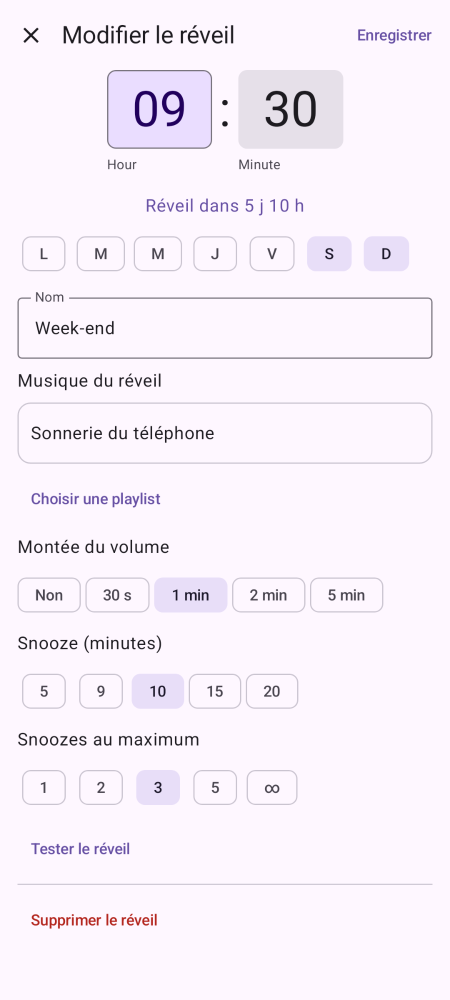 Modifier le réveil
Enregistrer
09 : 30
Hour Minute
Réveil dans 5 j 10 h
L M M J V S D
Nom
Week-end
Musique du réveil
Sonnerie du téléphone
Choisir une playlist
Montée du volume
Non 30 s 1 min 2 min 5 min
Snooze (minutes)
5 9 10 15 20
Snoozes au maximum
1 2 3 5 ∞
Tester le réveil
Supprimer le réveil